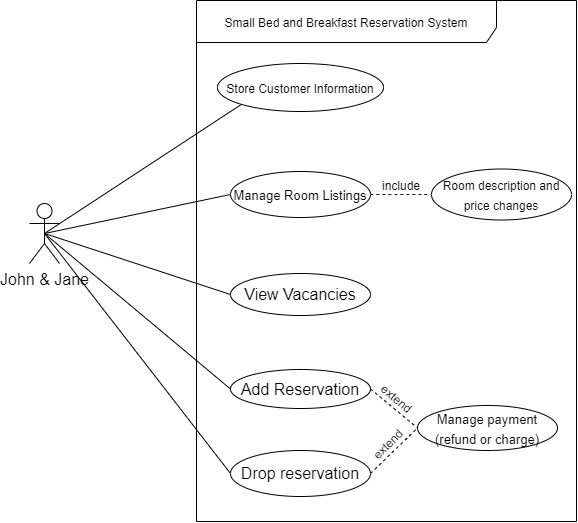 Small Bed and Breakfast Reservation System
Store Customer Information
Manage Room Listings
include
Room description and
price changes
John & Jane
View Vacancies
Add Reservation
extend
Manage payment
(refund or charge)
extend
Drop reservation